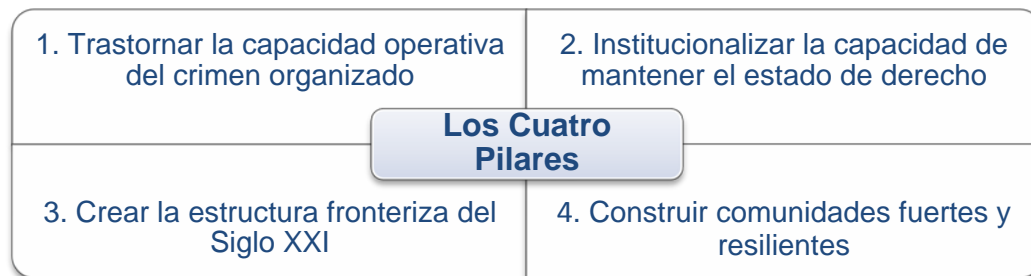 1. Trastornar la capacidad operativa
del crimen organizado
2. Institucionalizar la capacidad de
mantener el estado de derecho
Los Cuatro
Pilares
3. Crear la estructura fronteriza del
Siglo XXI
4. Construir comunidades fuertes y
resilientes